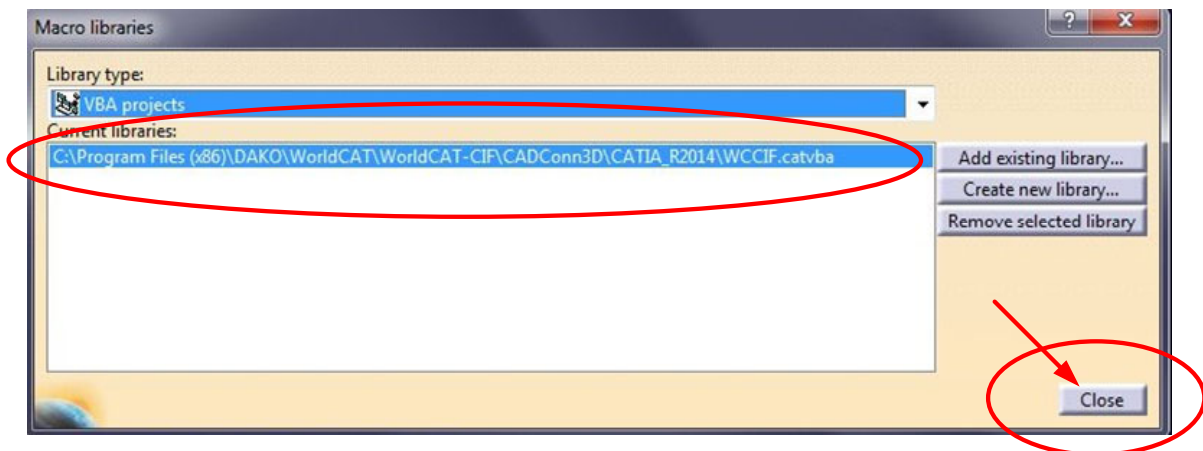 Macro libraries
Library type:
VBA projects
Current libraries:
C:\Program Files (x86)\DAKO\WorldCAT\WorldCAT-CIF\CADConn3D\CATIA_R2014\WCCIF.catvba
Add existing library...
Create new library...
Remove selected library
Close